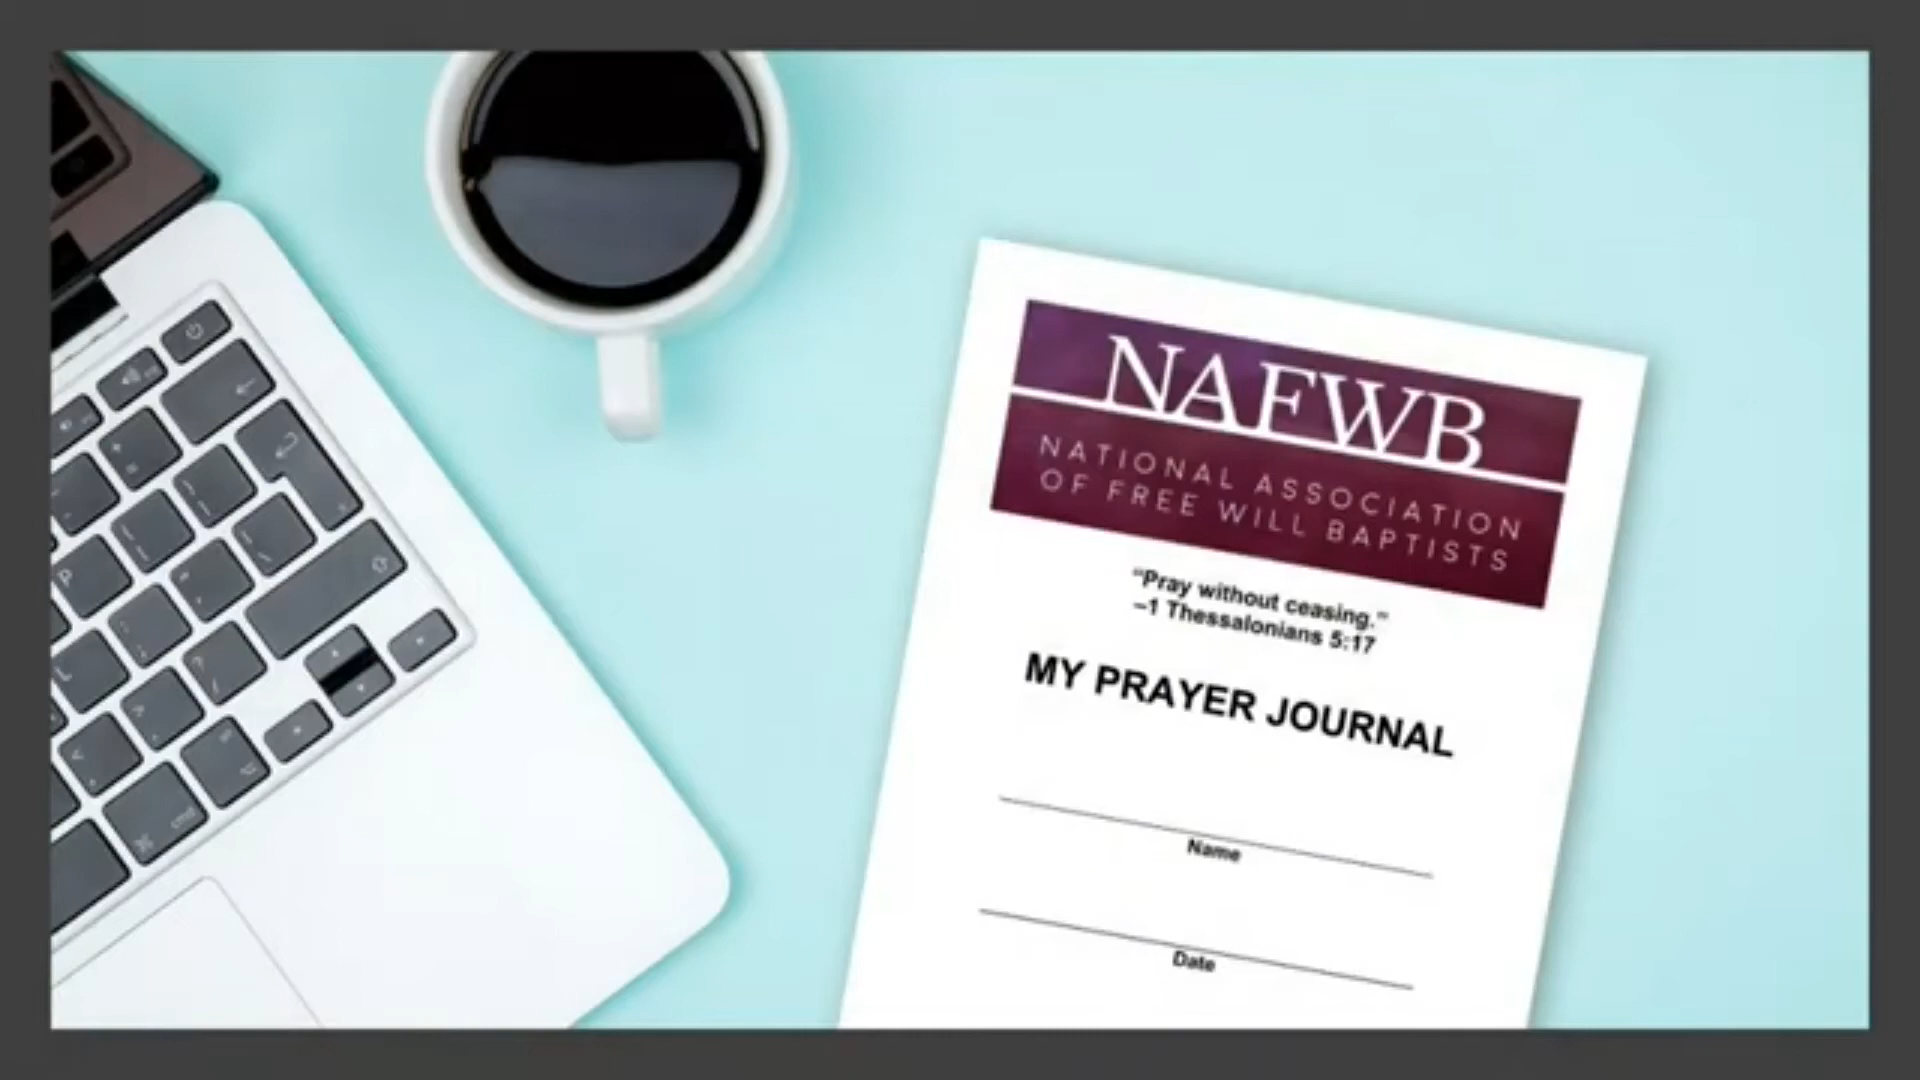 NAFWB
NATIONAL ASSOCIATION
OF FREE WILL BAPTISTS
“Pray without ceasing.”
–1 Thessalonians 5:17
MY PRAYER JOURNAL
Name
Date
cmd
P